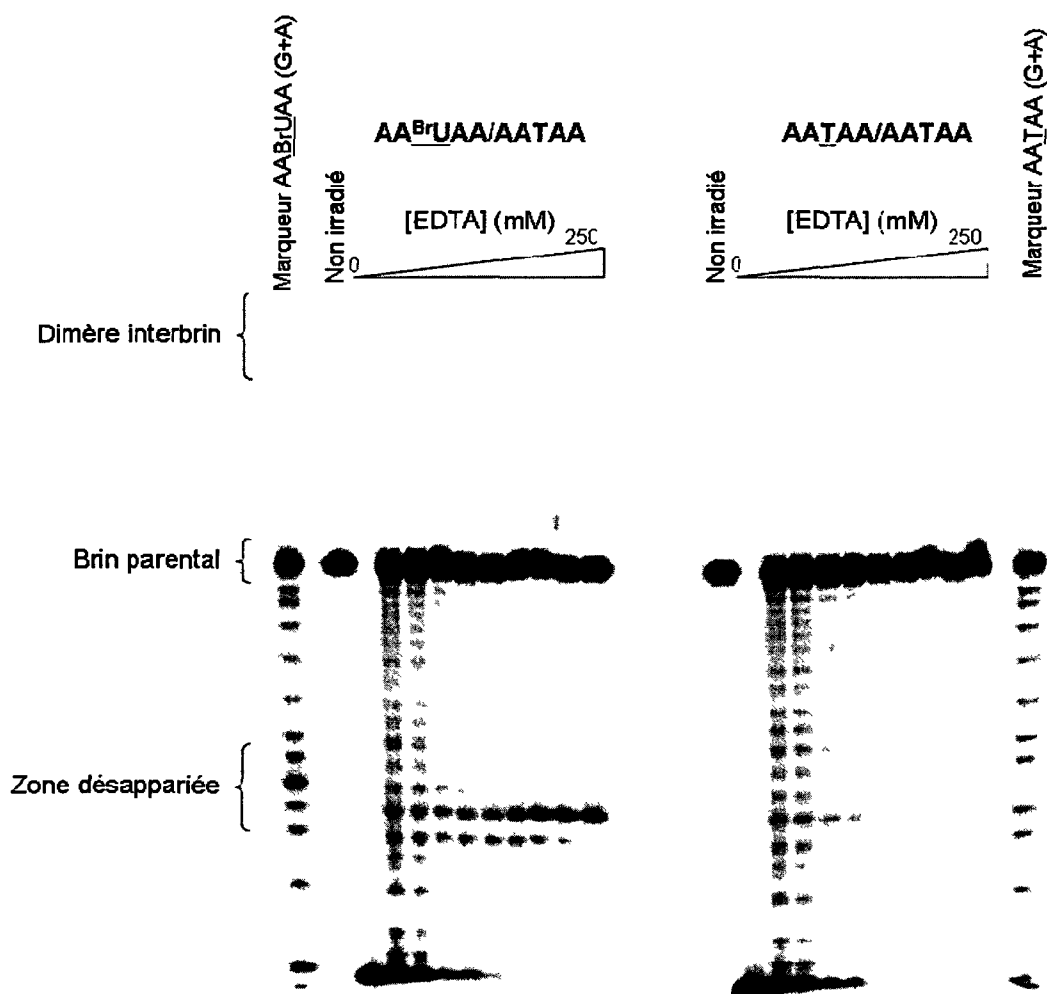 Marqueur AABrUAA (G+A)
Non irradié
AABrUAA/AATAA
[EDTA] (mM)
0
250
AATAA/AATAA
Non irradié
[EDTA] (mM)
0
250
Marqueur AATAA (G+A)
Dimère interbrin
Brin parental
Zone désappariée